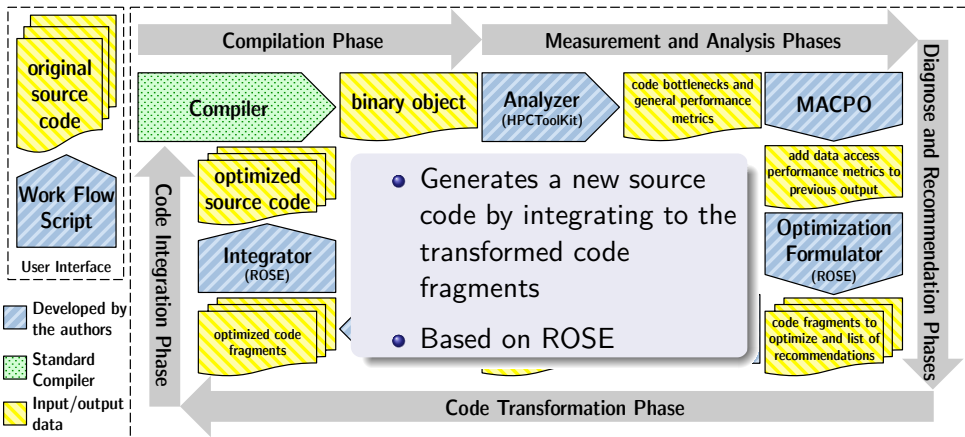 original
source
code
Work Flow
Script
User Interface
Developed by
the authors
Standard
Compiler
Input/output
data
Compilation Phase
Measurement and Analysis Phases
Diagnose and Recommendation Phases
Code Transformation Phase
Code Integration Phase
Compiler
binary object
Analyzer
(HPCToolKit)
code bottlenecks and
general performance
metrics
MACPO
add data access
performance metrics to
previous output
Optimization
Formulator
(ROSE)
code fragments to
optimize and list of
recommendations
optimized
source code
Integrator
(ROSE)
optimized code
fragments
Generates a new source
code by integrating to the
transformed code
fragments
Based on ROSE